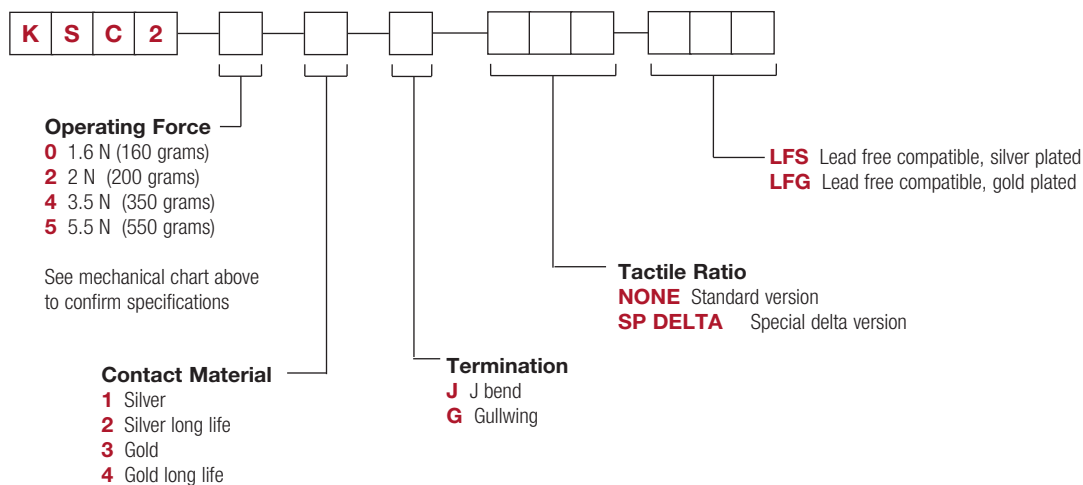 K S C 2
Operating Force
0 1.6 N (160 grams)
2 2 N (200 grams)
4 3.5 N (350 grams)
5 5.5 N (550 grams)
See mechanical chart above
to confirm specifications
Contact Material
1 Silver
2 Silver long life
3 Gold
4 Gold long life
Termination
J J bend
G Gullwing
Tactile Ratio
NONE Standard version
SP DELTA Special delta version
LFS Lead free compatible, silver plated
LFG Lead free compatible, gold plated